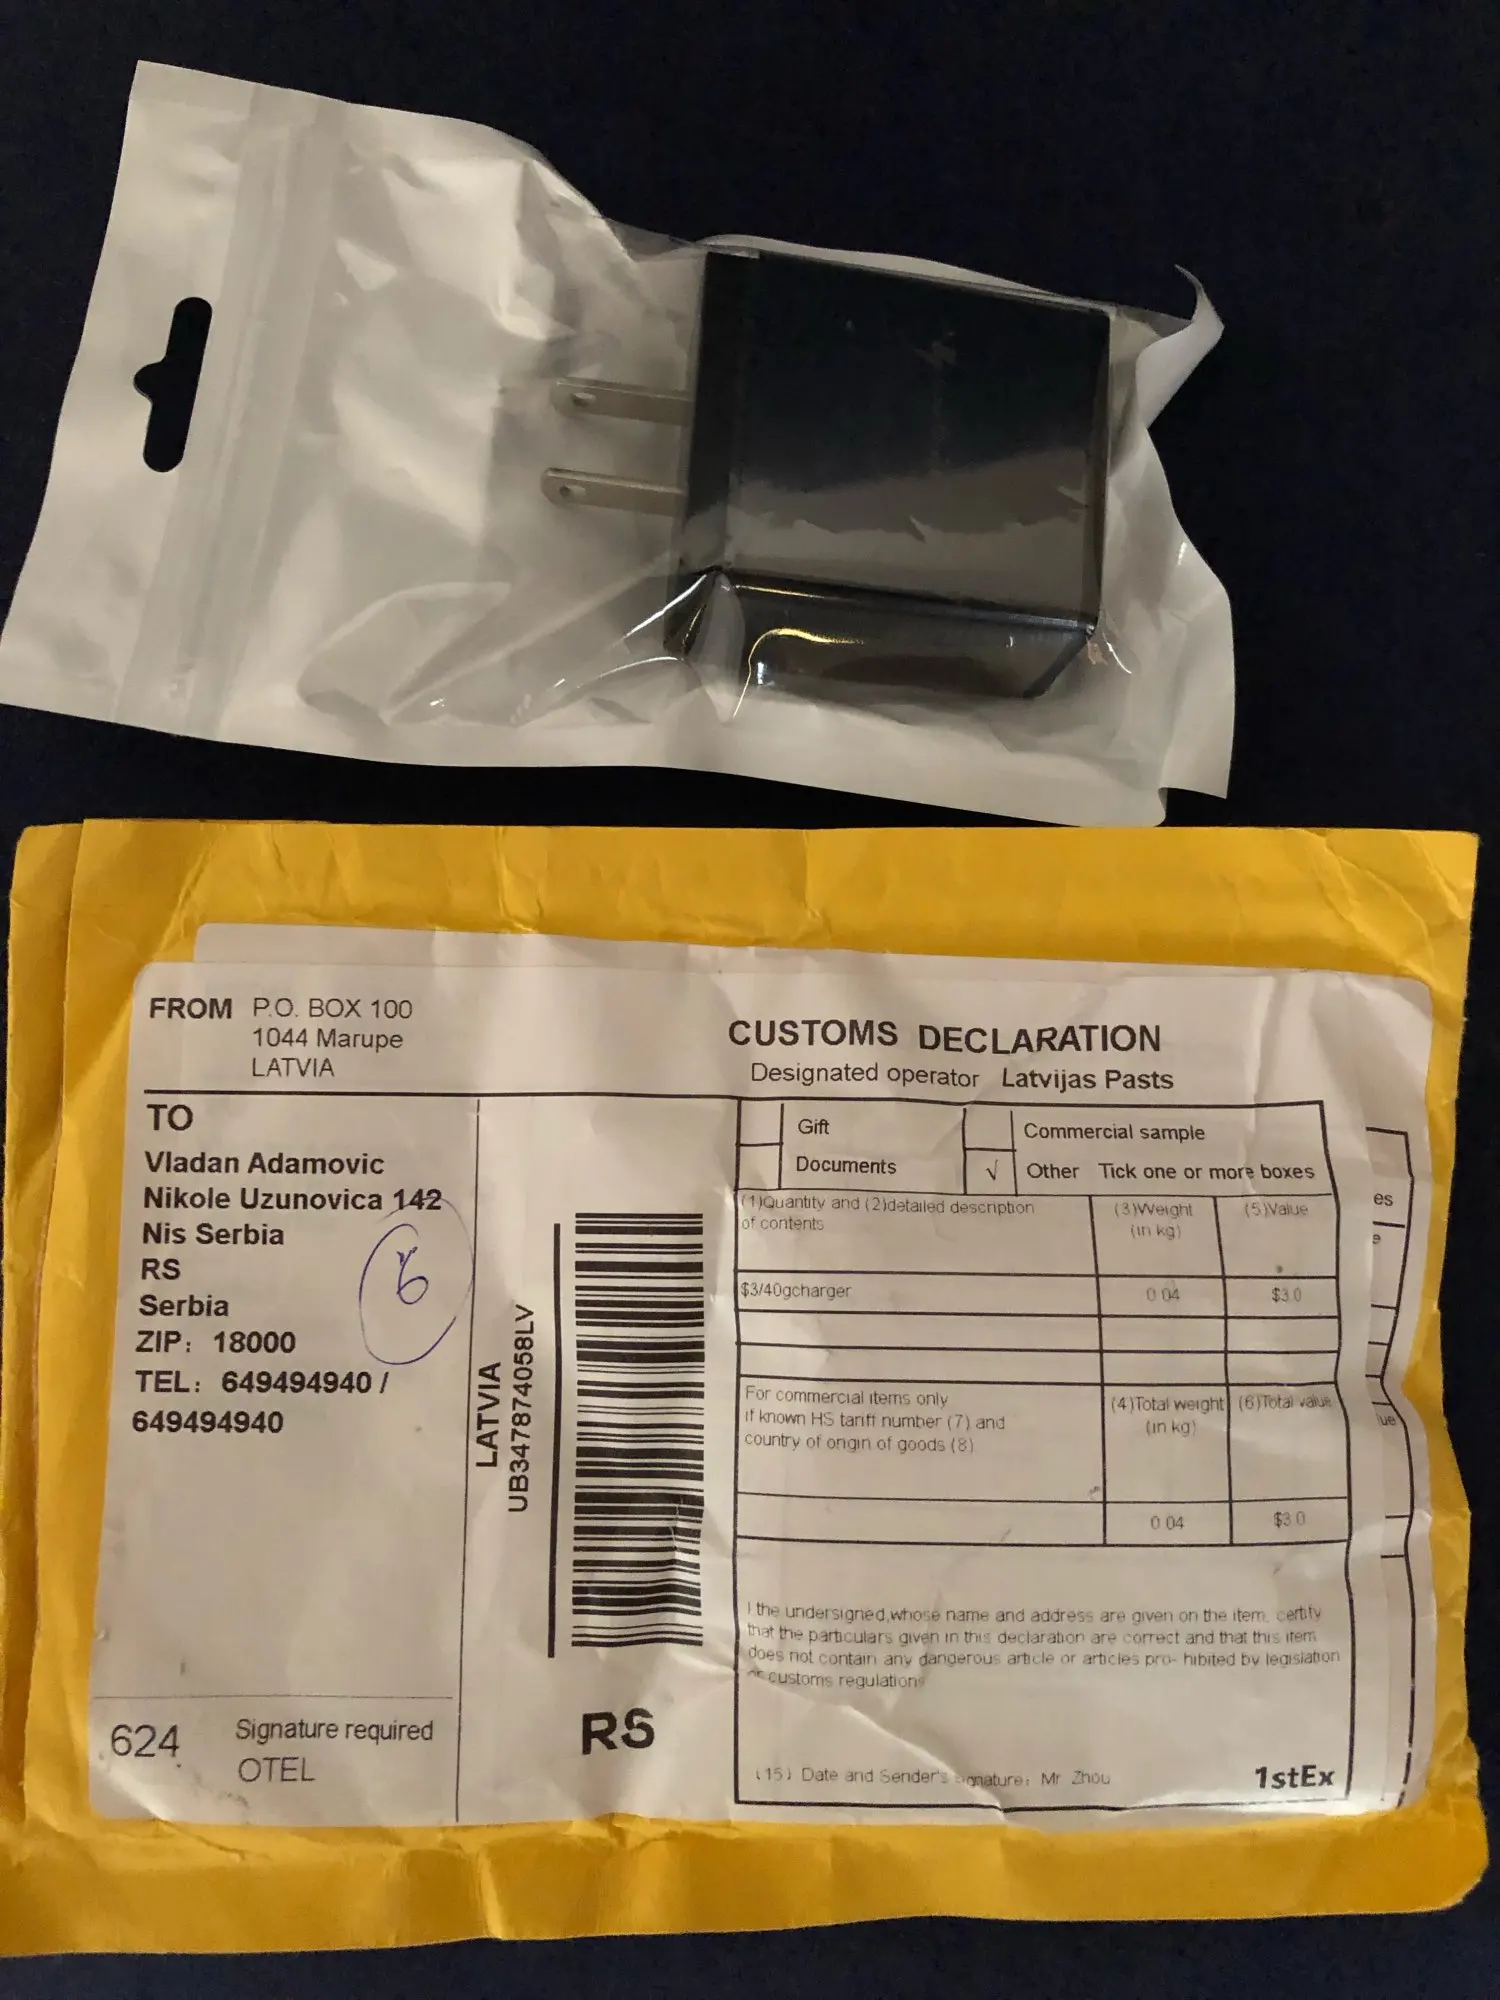 FROM P.O. BOX 100
1044 Marupe
LATVIA
CUSTOMS DECLARATION
Designated operator Latvijas Pasts
TO
Vladan Adamovic
Nikole Uzunovica 142
Nis Serbia
RS
Serbia
ZIP: 18000
TEL: 649494940 /
649494940
6
624
Signature required
OTEL
LATVIA
UB347874058LV
RS
Gift
Commercial sample
Documents
√ Other Tick one or more boxes
(1)Quantity and (2)detailed description
of contents
(3)Weight
(in kg)
(5)Value
$3/40gcharger 0.04 $3.0
For commercial items only
If known HS tariff number (7) and
country of origin of goods (8)
(4)Total weight
(in kg)
(6)Total value
0.04 $3.0
I the undersigned,whose name and address are given on the item, certify
that the particulars given in this declaration are correct and that this item
does not contain any dangerous article or articles pro- hibited by legislation
or customs regulations
(15) Date and Sender's signature: Mr Zhou
1stEx
es
e
ue